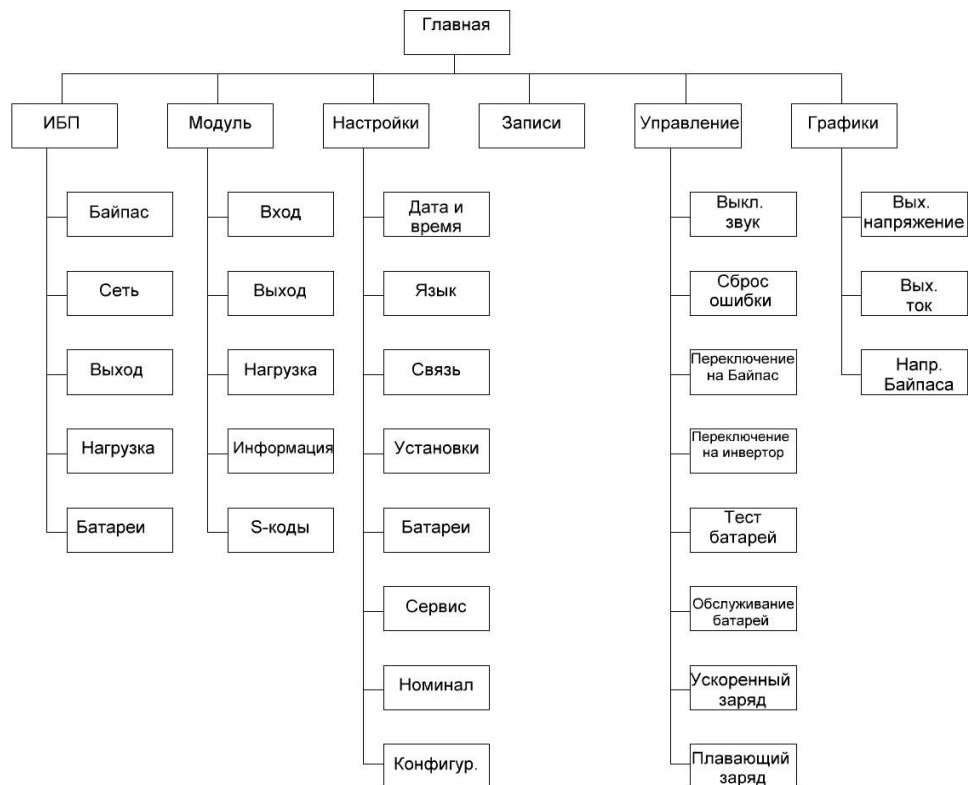 Главная
ИБП
Модуль
Настройки
Записи
Управление
Графики
Байпас
Сеть
Выход
Нагрузка
Батареи
Вход
Выход
Нагрузка
Информация
S-коды
Дата и
время
Язык
Связь
Установки
Батареи
Сервис
Номинал
Конфигур.
Выкл.
звук
Сброс
ошибки
Переключение
на Байпас
Переключение
на инвертор
Тест
батарей
Обслуживание
батарей
Ускоренный
заряд
Плавающий
заряд
Вых.
напряжение
Вых.
ток
Напр.
Байпаса